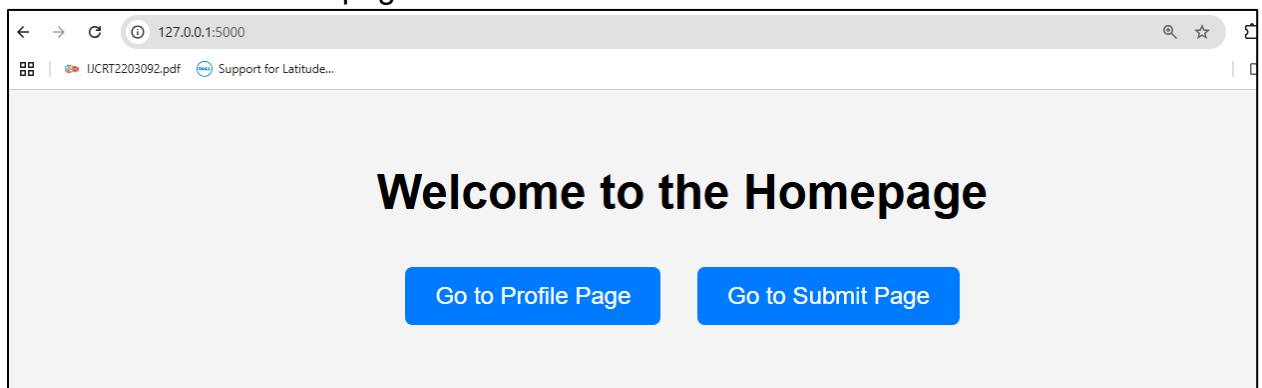 127.0.0.1:5000
IJCRT2203092.pdf Support for Latitude...
Welcome to the Homepage
Go to Profile Page Go to Submit Page